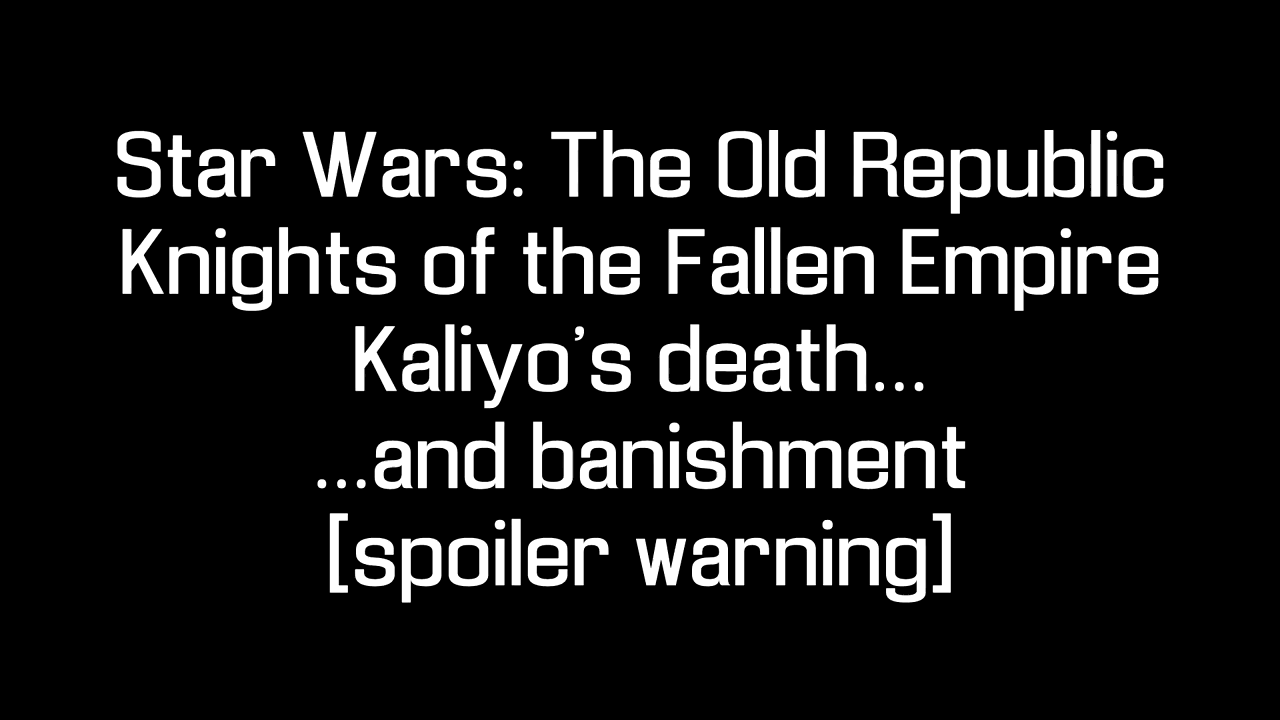 Star Wars: The Old Republic
Knights of the Fallen Empire
Kaliyo's death...
...and banishment
[spoiler warning]